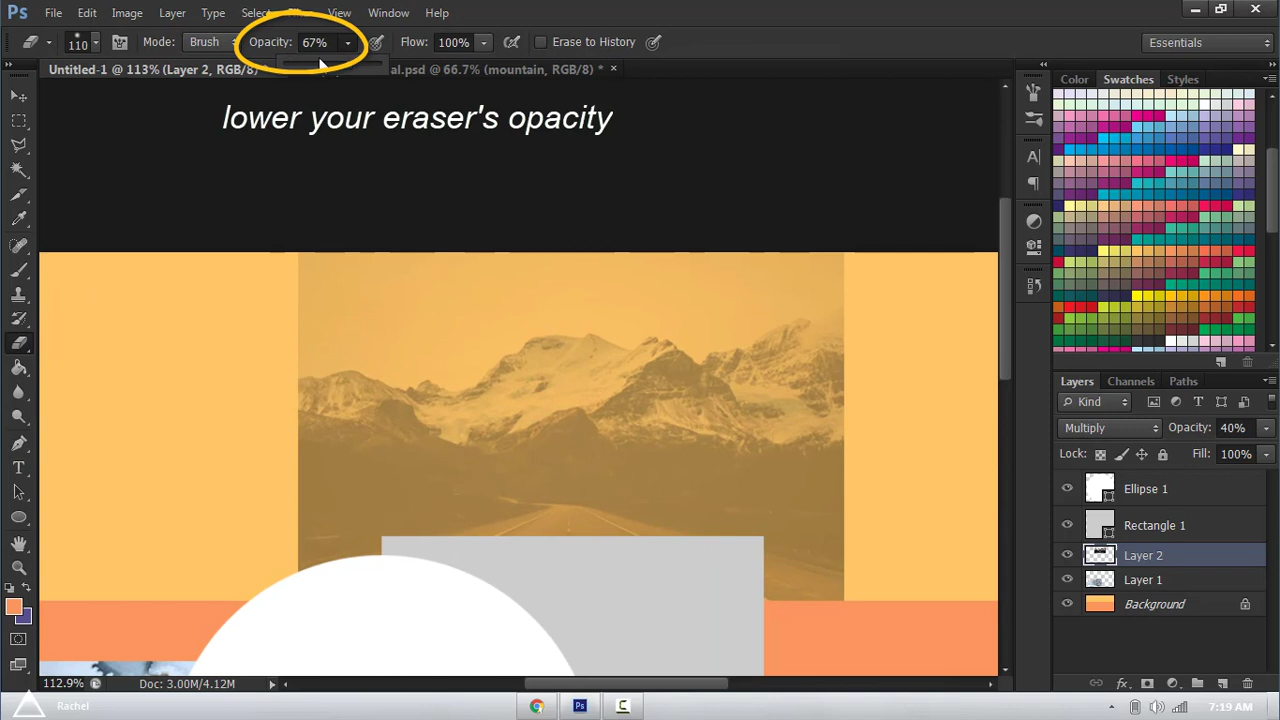 Ps File Edit Image Layer Type Select View Window Help
110 Mode: Brush Opacity: 67% Flow: 100% Erase to History Essentials
Untitled-1 @ 113% (Layer 2, RGB/8) * al.psd @ 66.7% (mountain, RGB/8) * ×
lower your eraser's opacity
Color Swatches Styles
Layers Channels Paths
Kind
Multiply Opacity: 40%
Lock: Fill: 100%
Ellipse 1
Rectangle 1
Layer 2
Layer 1
Background
fx
112.9% Doc: 3.00M/4.12M
Rachel Ps 7:19 AM